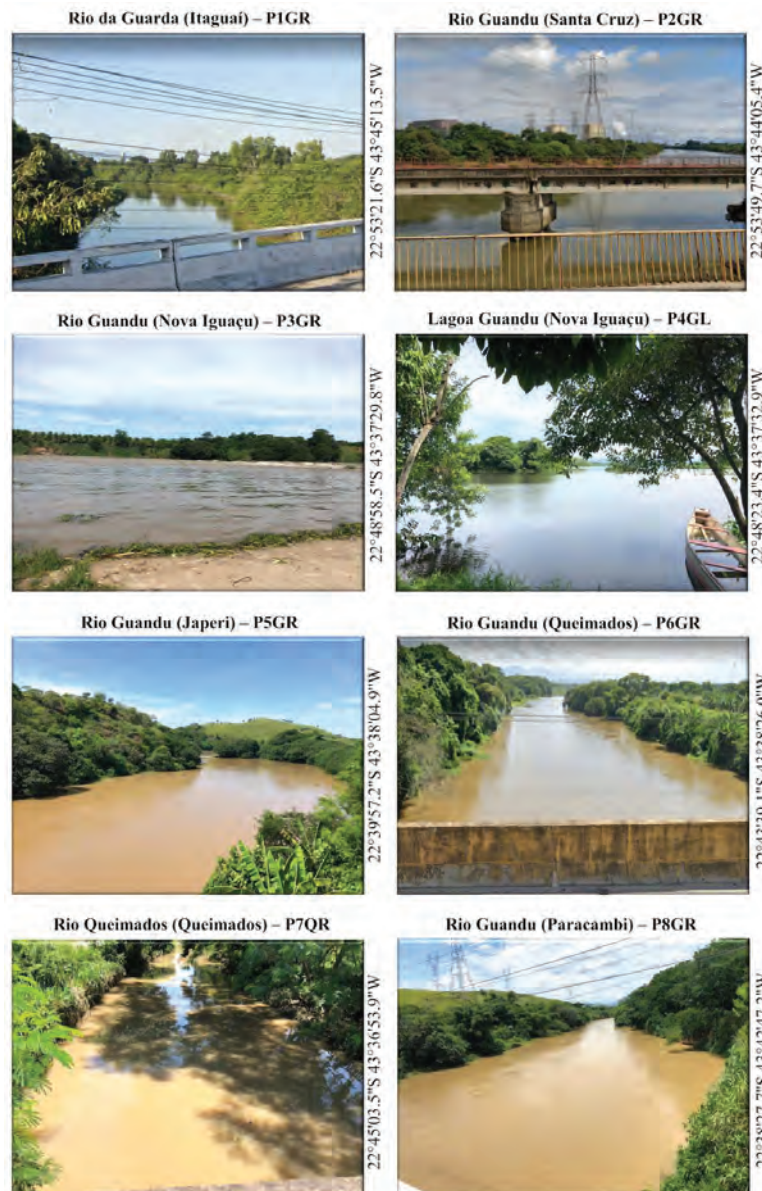 Rio da Guarda (Itaguaí) – P1GR
22°53'21.6"S 43°45'13.5"W
Rio Guandu (Santa Cruz) – P2GR
22°53'49.7"S 43°44'05.4"W
Rio Guandu (Nova Iguaçu) – P3GR
22°48'58.5"S 43°37'29.8"W
Lagoa Guandu (Nova Iguaçu) – P4GL
22°48'23.4"S 43°37'32.9"W
Rio Guandu (Japeri) – P5GR
22°39'57.2"S 43°38'04.9"W
Rio Guandu (Queimados) – P6GR
Rio Queimados (Queimados) – P7QR
22°45'03.5"S 43°36'53.9"W
Rio Guandu (Paracambi) – P8GR